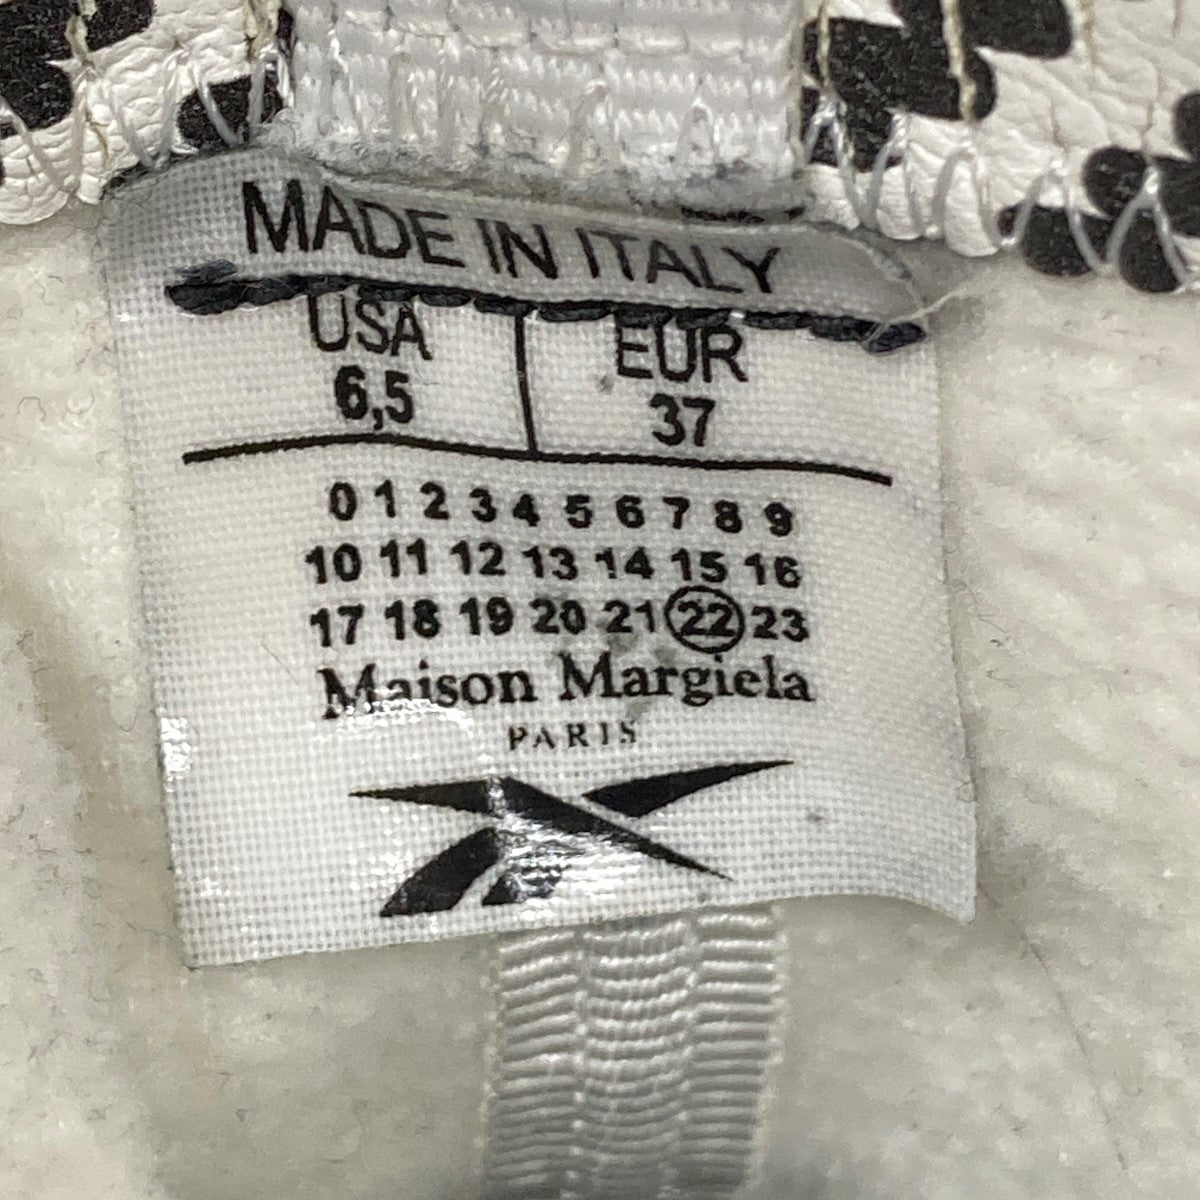 MADE IN ITALY
USA EUR
6,5 37
0 1 2 3 4 5 6 7 8 9
10 11 12 13 14 15 16
17 18 19 20 21 22 23
Maison Margiela
PARIS